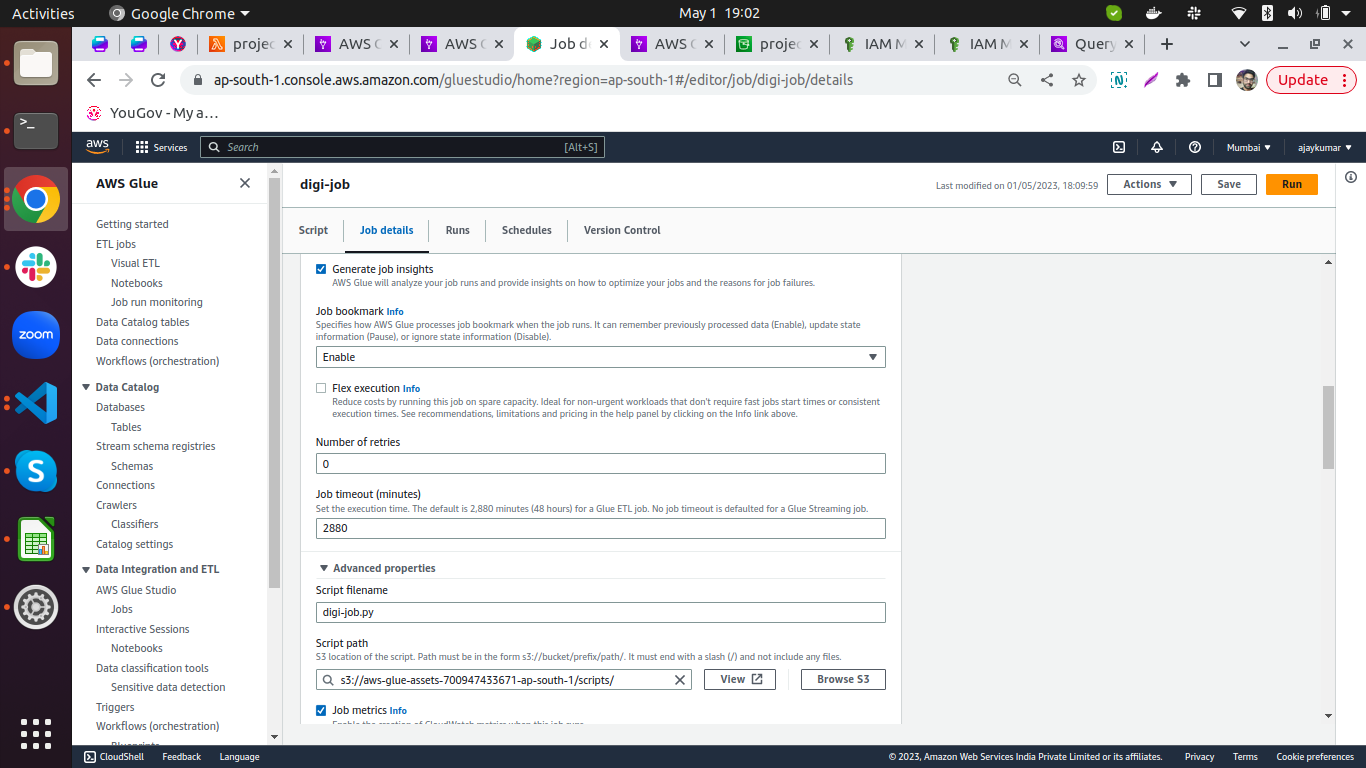 Activities
Google Chrome
May 1 19:02
projec
AWS G
AWS G
Job de
AWS G
projec
IAM M
IAM M
Query
ap-south-1.console.aws.amazon.com/gluestudio/home?region=ap-south-1#/editor/job/digi-job/details
Update
YouGov - My a...
aws
Services
Search
[Alt+S]
Mumbai
ajaykumar
AWS Glue
Getting started
ETL jobs
Visual ETL
Notebooks
Job run monitoring
Data Catalog tables
Data connections
Workflows (orchestration)
Data Catalog
Databases
Tables
Stream schema registries
Schemas
Connections
Crawlers
Classifiers
Catalog settings
Data Integration and ETL
AWS Glue Studio
Jobs
Interactive Sessions
Notebooks
Data classification tools
Sensitive data detection
Triggers
Workflows (orchestration)
Blueprints
digi-job
Last modified on 01/05/2023, 18:09:59
Actions
Save
Run
Script
Job details
Runs
Schedules
Version Control
Generate job insights
AWS Glue will analyze your job runs and provide insights on how to optimize your jobs and the reasons for job failures.
Job bookmark Info
Specifies how AWS Glue processes job bookmark when the job runs. It can remember previously processed data (Enable), update state
information (Pause), or ignore state information (Disable).
Enable
Flex execution Info
Reduce costs by running this job on spare capacity. Ideal for non-urgent workloads that don't require fast jobs start times or consistent
execution times. See recommendations, limitations and pricing in the help panel by clicking on the Info link above.
Number of retries
0
Job timeout (minutes)
Set the execution time. The default is 2,880 minutes (48 hours) for a Glue ETL job. No job timeout is defaulted for a Glue Streaming job.
2880
Advanced properties
Script filename
digi-job.py
Script path
S3 location of the script. Path must be in the form s3://bucket/prefix/path/. It must end with a slash (/) and not include any files.
s3://aws-glue-assets-700947433671-ap-south-1/scripts/
View
Browse S3
Job metrics Info
Enable the creation of CloudWatch metrics when this job runs.
zoom
CloudShell
Feedback
Language
© 2023, Amazon Web Services India Private Limited or its affiliates.
Privacy
Terms
Cookie preferences